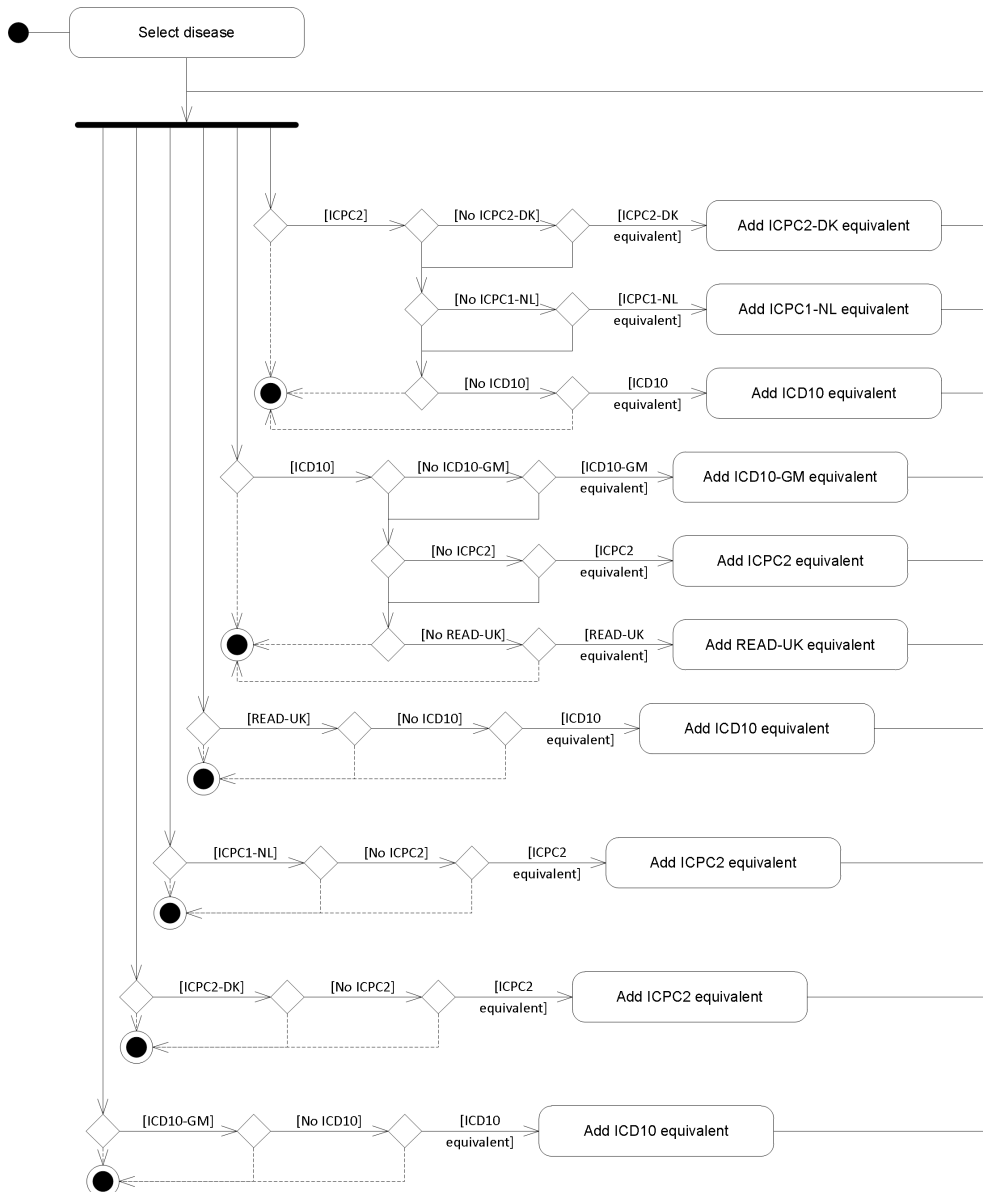 Select disease
[ICPC2]
[No ICPC2-DK]
[ICPC2-DK
equivalent]
Add ICPC2-DK equivalent
[No ICPC1-NL]
[ICPC1-NL
equivalent]
Add ICPC1-NL equivalent
[No ICD10]
[ICD10
equivalent]
Add ICD10 equivalent
[ICD10]
[No ICD10-GM]
[ICD10-GM
equivalent]
Add ICD10-GM equivalent
[No ICPC2]
[ICPC2
equivalent]
Add ICPC2 equivalent
[No READ-UK]
[READ-UK
equivalent]
Add READ-UK equivalent
[READ-UK]
[No ICD10]
[ICD10
equivalent]
Add ICD10 equivalent
[ICPC1-NL]
[No ICPC2]
[ICPC2
equivalent]
Add ICPC2 equivalent
[ICPC2-DK]
[No ICPC2]
[ICPC2
equivalent]
Add ICPC2 equivalent
[ICD10-GM]
[No ICD10]
[ICD10
equivalent]
Add ICD10 equivalent